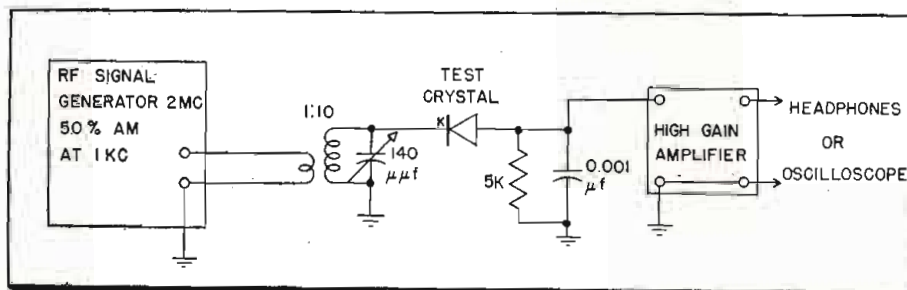 RF SIGNAL
GENERATOR 2MC
50% AM
AT 1KC
1:10
140
μμf
TEST
CRYSTAL
K
5K
0.001
μf
HIGH GAIN
AMPLIFIER
HEADPHONES
OR
OSCILLOSCOPE